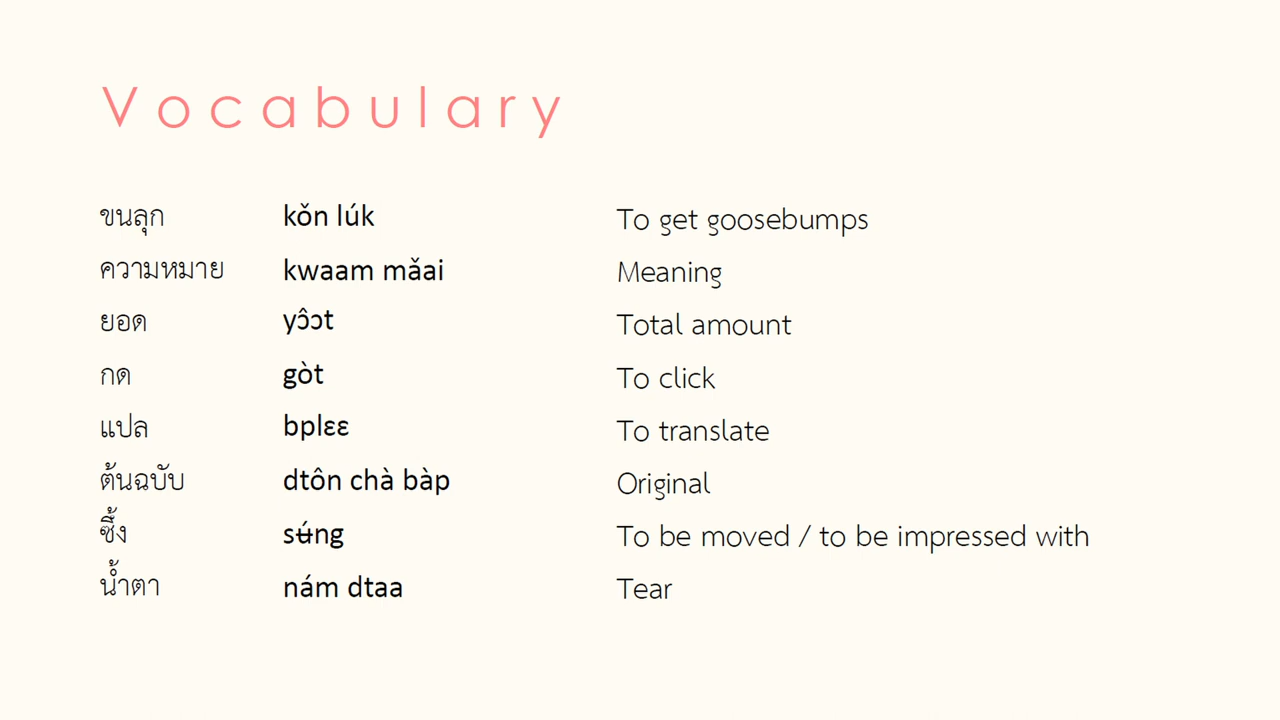 Vocabulary
ขนลุก kǒn lúk To get goosebumps
ความหมาย kwaam mǎai Meaning
ยอด yɔ̂ɔt Total amount
กด gòt To click
แปล bplɛɛ To translate
ต้นฉบับ dtôn chà bàp Original
ซึ้ง sʉ́ng To be moved / to be impressed with
น้ำตา nám dtaa Tear